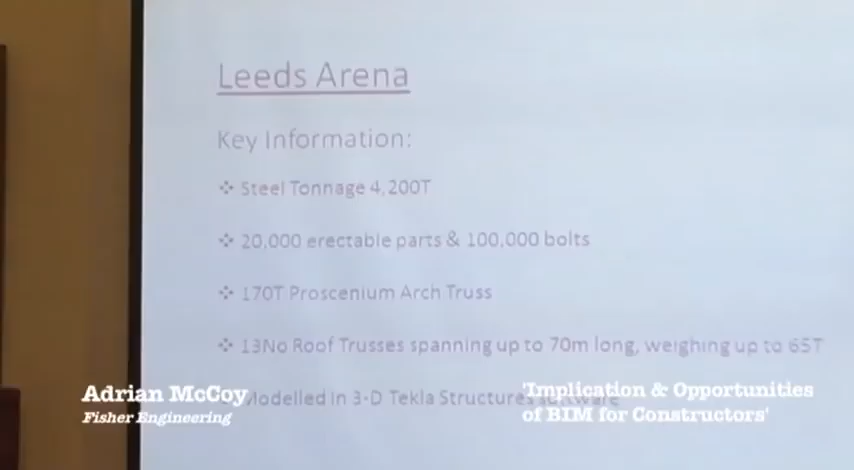 Leeds Arena
Key Information:
❖ Steel Tonnage 4,200T
❖ 20,000 erectable parts & 100,000 bolts
❖ 170T Proscenium Arch Truss
❖ 13No Roof Trusses spanning up to 70m long, weighing up to 65T
Modelled in 3-D Tekla Structures software
Adrian McCoy
Fisher Engineering
'Implication & Opportunities
of BIM for Constructors'